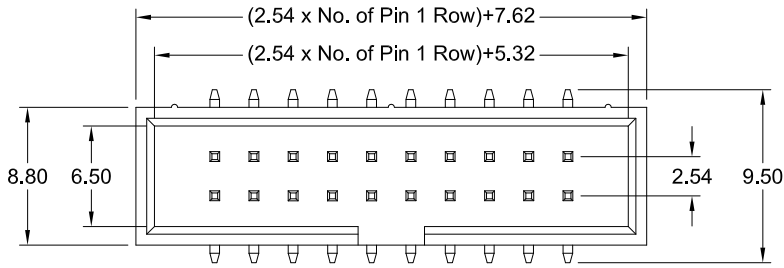 (2.54 x No. of Pin 1 Row)+7.62
(2.54 x No. of Pin 1 Row)+5.32
8.80
6.50
2.54
9.50